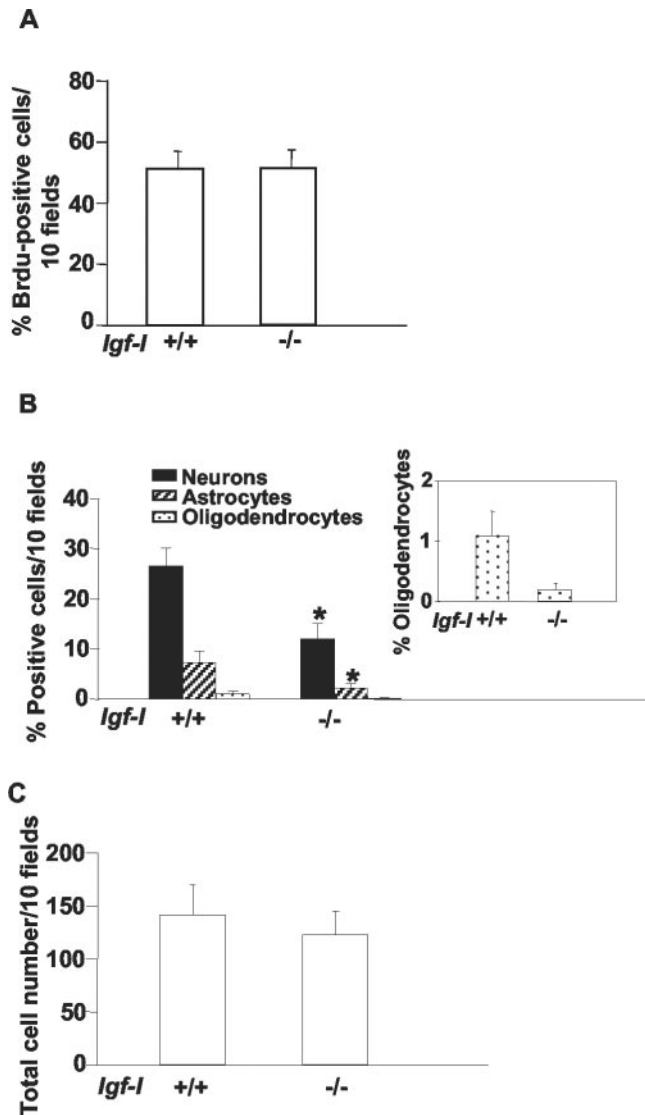 A
% Brdu-positive cells/
10 fields
80
60
40
20
0
Igf-I +/+ -/-
B
Neurons
Astrocytes
Oligodendrocytes
% Positive cells/10 fields
40
30
20
10
0
*
*
Igf-I +/+ -/-
% Oligodendrocytes
2
1
0
Igf-I +/+ -/-
C
Total cell number/10 fields
200
150
100
50
0
Igf-I +/+ -/-